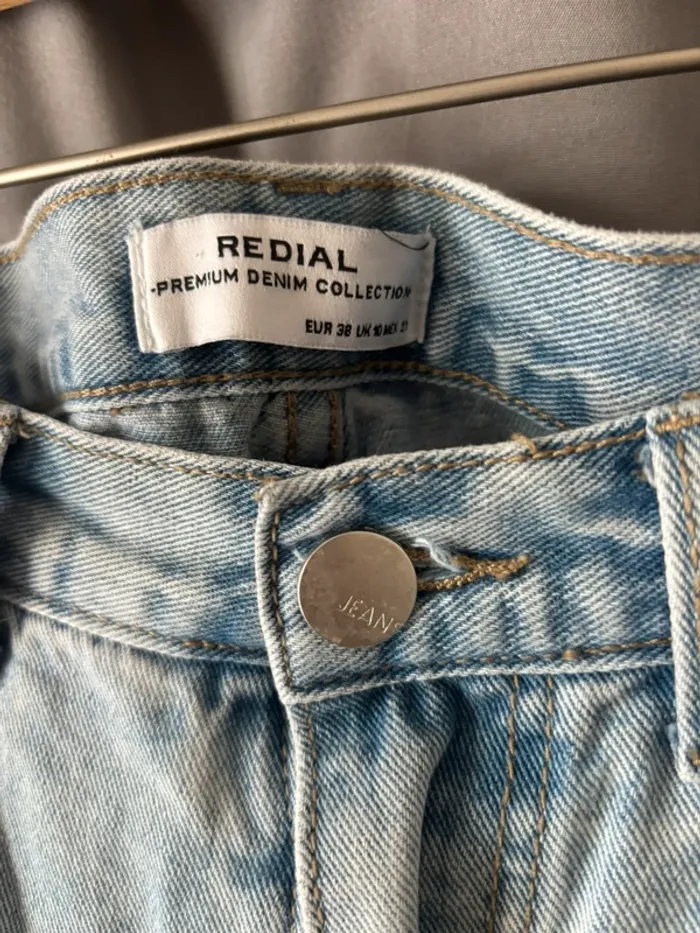 REDIAL
-PREMIUM DENIM COLLECTION
EUR 38 UK 10 MEX
JEANS